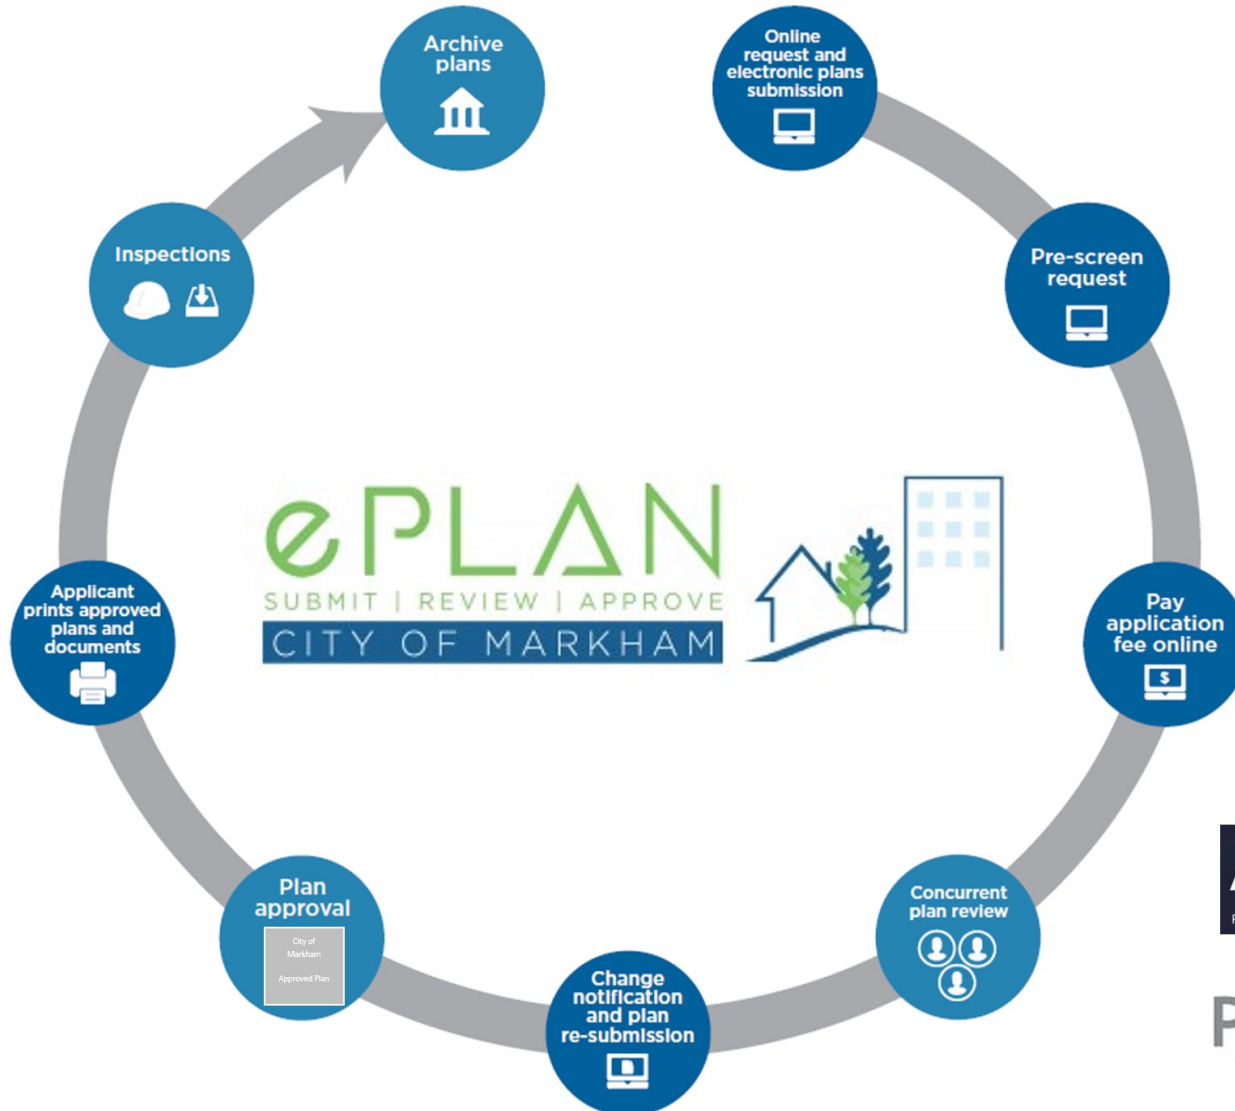 Archive
plans
Online
request and
electronic plans
submission
Inspections
Pre-screen
request
ePLAN
SUBMIT | REVIEW | APPROVE
CITY OF MARKHAM
Applicant
prints approved
plans and
documents
Pay
application
fee online
$
Plan
approval
City of
Markham
Approved Plan
Concurrent
plan review
Change
notification
and plan
re-submission
P